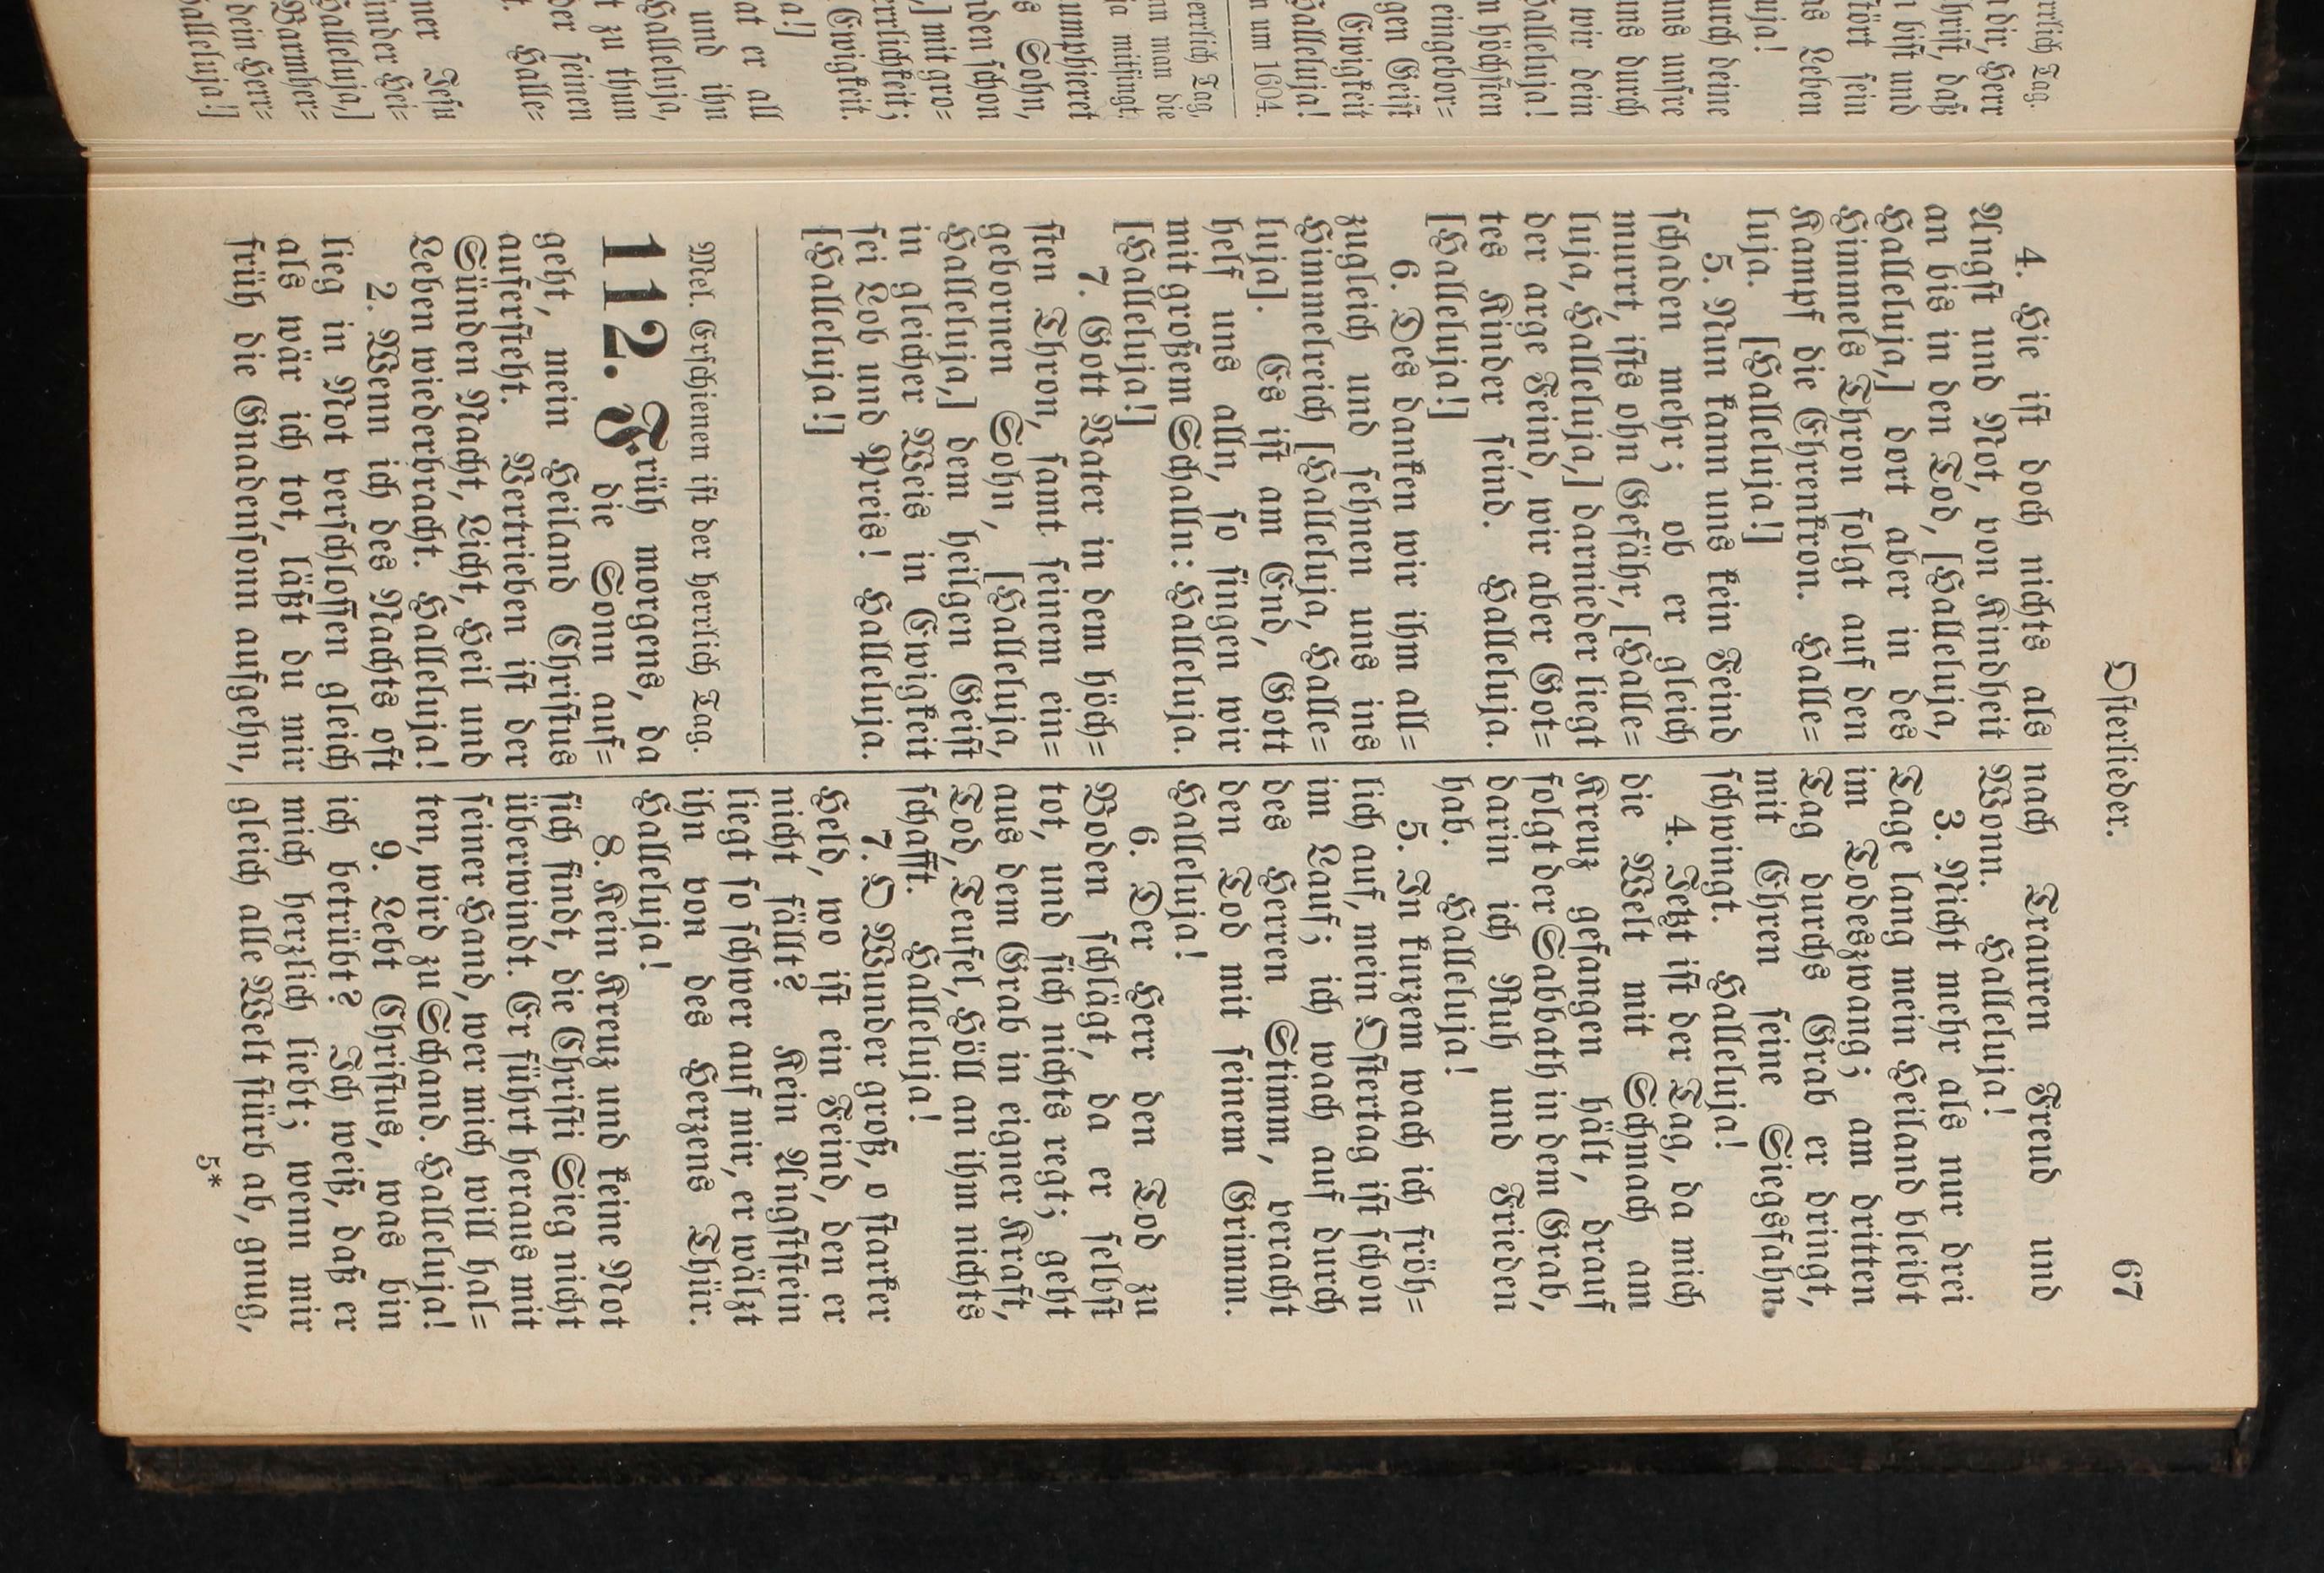 Osterlieder.
67
4. Hie ist doch nichts als
Angst und Not, von Kindheit
an bis in den Tod, [Halleluja,
Halleluja,] dort aber in des
Himmels Thron folgt auf den
Kampf die Ehrenkron. Halle=
luja. [Halleluja!]
5. Nun kann uns kein Feind
schaden mehr; ob er gleich
murrt, ists ohn Gefähr, [Halle=
luja, Halleluja,] darnieder liegt
der arge Feind, wir aber Got=
tes Kinder seind. Halleluja.
[Halleluja!]
6. Des danken wir ihm all=
zugleich und sehnen uns ins
Himmelreich [Halleluja, Halle=
luja]. Es ist am End, Gott
helf uns alln, so singen wir
mit großem Schalln: Halleluja.
[Halleluja!]
7. Gott Vater in dem höch=
sten Thron, samt seinem ein=
gebornen Sohn, [Halleluja,
Halleluja,] dem heilgen Geist
in gleicher Weis in Ewigkeit
sei Lob und Preis! Halleluja.
[Halleluja!]
Mel. Erschienen ist der herrlich Tag.
112. Früh morgens, da
die Sonn auf=
geht, mein Heiland Christus
aufersteht. Vertrieben ist der
Sünden Nacht, Licht, Heil und
Leben wiederbracht. Halleluja!
2. Wenn ich des Nachts oft
lieg in Not verschlossen gleich
als wär ich tot, läßt du mir
früh die Gnadensonn aufgehn,
nach Trauren Freud und
Wonn. Halleluja!
3. Nicht mehr als nur drei
Tage lang mein Heiland bleibt
im Todeszwang; am dritten
Tag durchs Grab er dringt,
mit Ehren seine Siegsfahn
schwingt. Halleluja!
4. Jetzt ist der Tag, da mich
die Welt mit Schmach am
Kreuz gefangen hält, drauf
folgt der Sabbath in dem Grab,
darin ich Ruh und Frieden
hab. Halleluja!
5. In kurzem wach ich fröh=
lich auf, mein Ostertag ist schon
im Lauf; ich wach auf durch
des Herren Stimm, veracht
den Tod mit seinem Grimm.
Halleluja!
6. Der Herr den Tod zu
Boden schlägt, da er selbst
tot, und sich nichts regt; geht
aus dem Grab in eigner Kraft,
Tod, Teufel, Höll an ihm nichts
schafft. Halleluja!
7. O Wunder groß, o starker
Held, wo ist ein Feind, den er
nicht fällt? Kein Angststein
liegt so schwer auf mir, er wälzt
ihn von des Herzens Thür.
Halleluja!
8. Kein Kreuz und keine Not
sich findt, die Christi Sieg nicht
überwindt. Er führt heraus mit
seiner Hand, wer mich will hal=
ten, wird zu Schand. Halleluja!
9. Lebt Christus, was bin
ich betrübt? Ich weiß, daß er
mich herzlich liebt; wenn mir
gleich alle Welt stürb ab, gnug,
5*